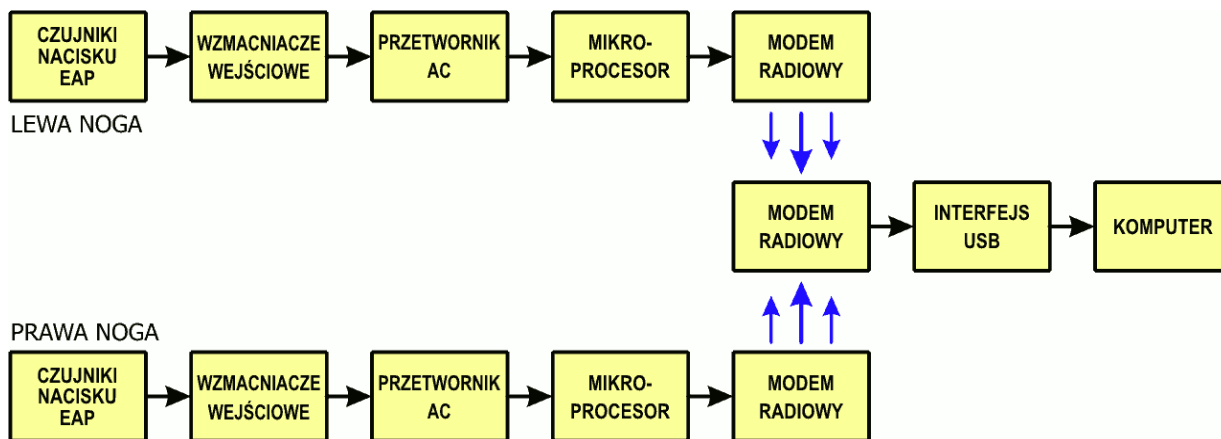 CZUJNIKI
NACISKU
EAP
WZMACNIACZE
WEJŚCIOWE
PRZETWORNIK
AC
MIKRO-
PROCESOR
MODEM
RADIOWY
LEWA NOGA
MODEM
RADIOWY
INTERFEJS
USB
KOMPUTER
PRAWA NOGA
CZUJNIKI
NACISKU
EAP
WZMACNIACZE
WEJŚCIOWE
PRZETWORNIK
AC
MIKRO-
PROCESOR
MODEM
RADIOWY